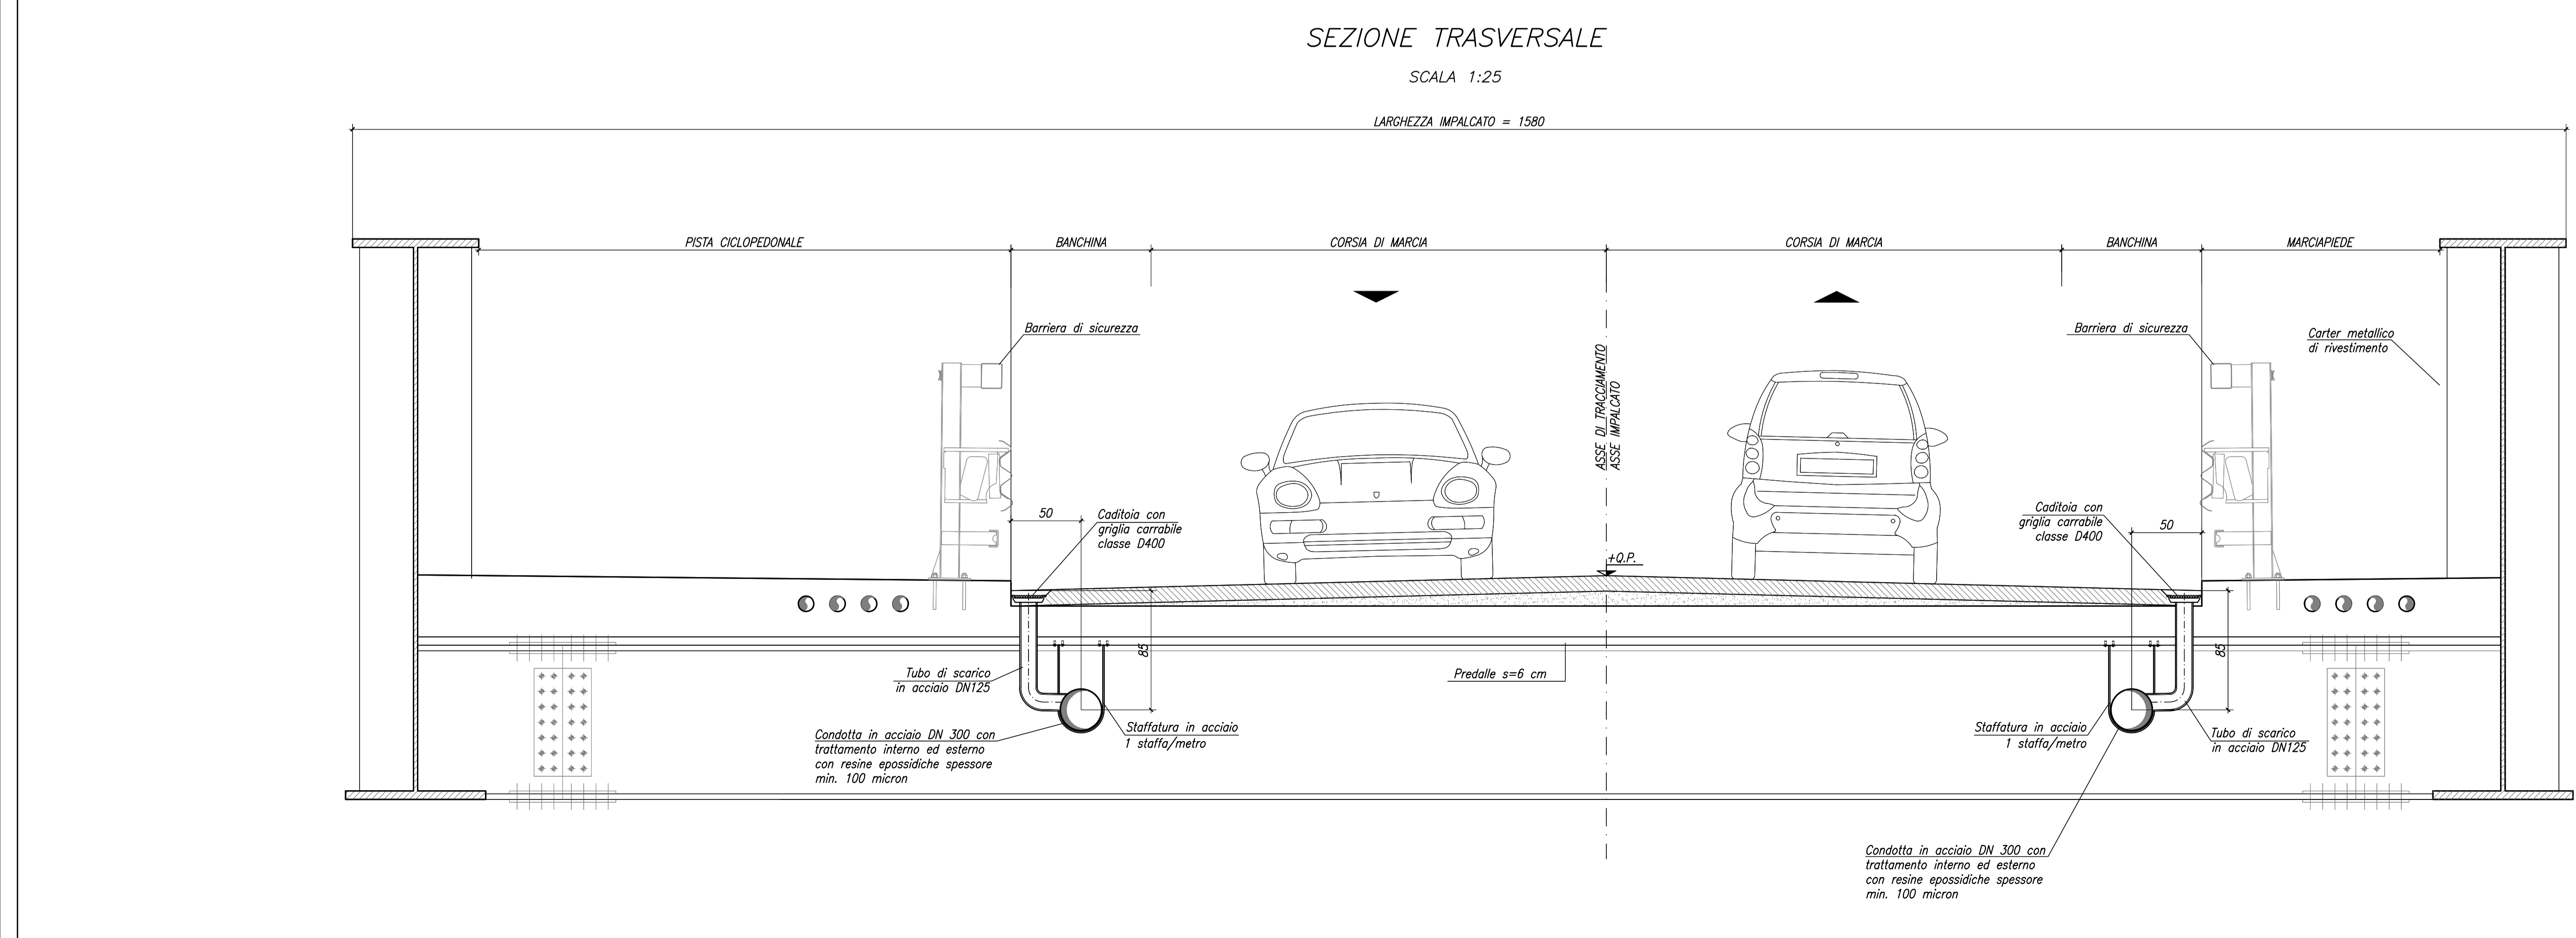 SEZIONE TRASVERSALE
SCALA 1:25
LARGHEZZA IMPALCATO = 1580
PISTA CICLOPEDONALE
BANCHINA
CORSIA DI MARCIA
CORSIA DI MARCIA
BANCHINA
MARCIAPIEDE
Barriera di sicurezza
Barriera di sicurezza
Carter metallico
di rivestimento
ASSE DI TRACCIAMENTO
ASSE IMPALCATO
50
Caditoia con
griglia carrabile
classe D400
Caditoia con
griglia carrabile
classe D400
50
+Q.P.
85
85
Tubo di scarico
in acciaio DN125
Predalle s=6 cm
Condotta in acciaio DN 300 con
trattamento interno ed esterno
con resine epossidiche spessore
min. 100 micron
Staffatura in acciaio
1 staffa/metro
Staffatura in acciaio
1 staffa/metro
Tubo di scarico
in acciaio DN125
Condotta in acciaio DN 300 con
trattamento interno ed esterno
con resine epossidiche spessore
min. 100 micron